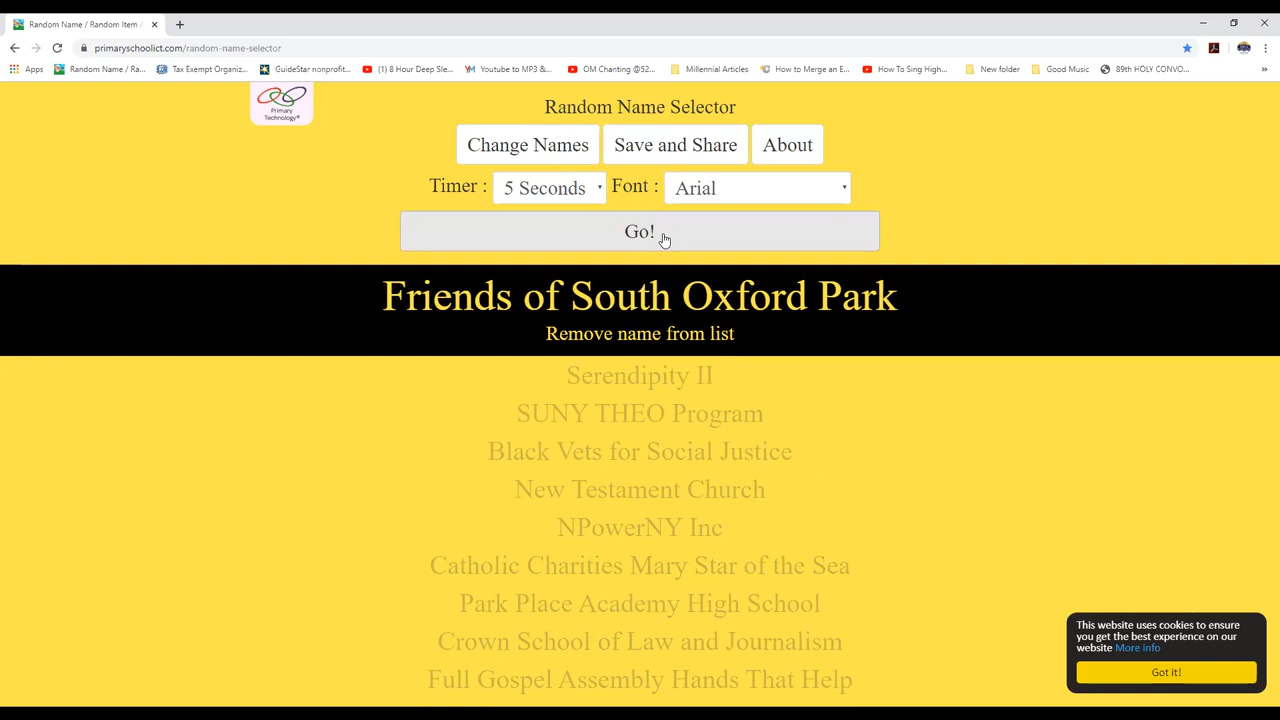 Random Name / Random Item /
primaryschoolict.com/random-name-selector
Apps
Random Name / Ra...
Tax Exempt Organiz...
GuideStar nonprofit...
(1) 8 Hour Deep Sle...
Youtube to MP3 &...
OM Chanting @52...
Millennial Articles
How to Merge an E...
How To Sing High...
New folder
Good Music
89th HOLY CONVO...
»
Primary
Technology®
Random Name Selector
Change Names
Save and Share
About
Timer : 5 Seconds Font : Arial
Go!
Friends of South Oxford Park
Remove name from list
Serendipity II
SUNY THEO Program
Black Vets for Social Justice
New Testament Church
NPowerNY Inc
Catholic Charities Mary Star of the Sea
Park Place Academy High School
Crown School of Law and Journalism
Full Gospel Assembly Hands That Help
This website uses cookies to ensure
you get the best experience on our
website More info
Got it!